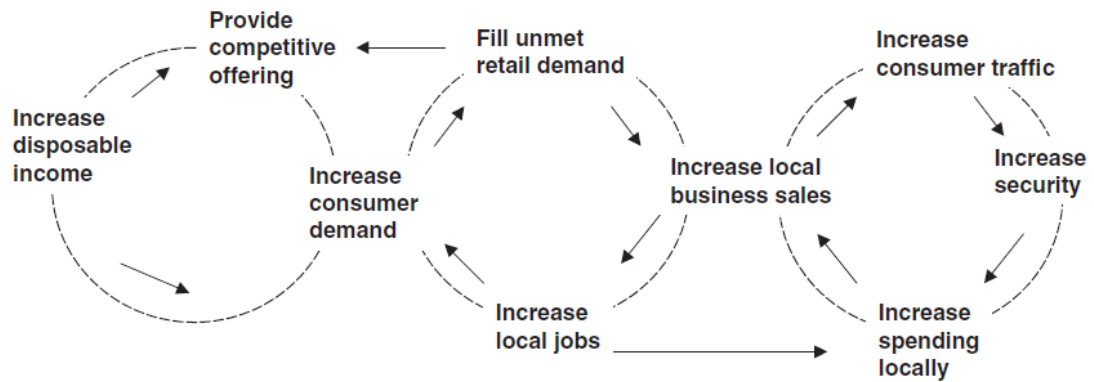 Provide
competitive
offering
Fill unmet
retail demand
Increase
consumer traffic
Increase
disposable
income
Increase
consumer
demand
Increase local
business sales
Increase
security
Increase
local jobs
Increase
spending
locally